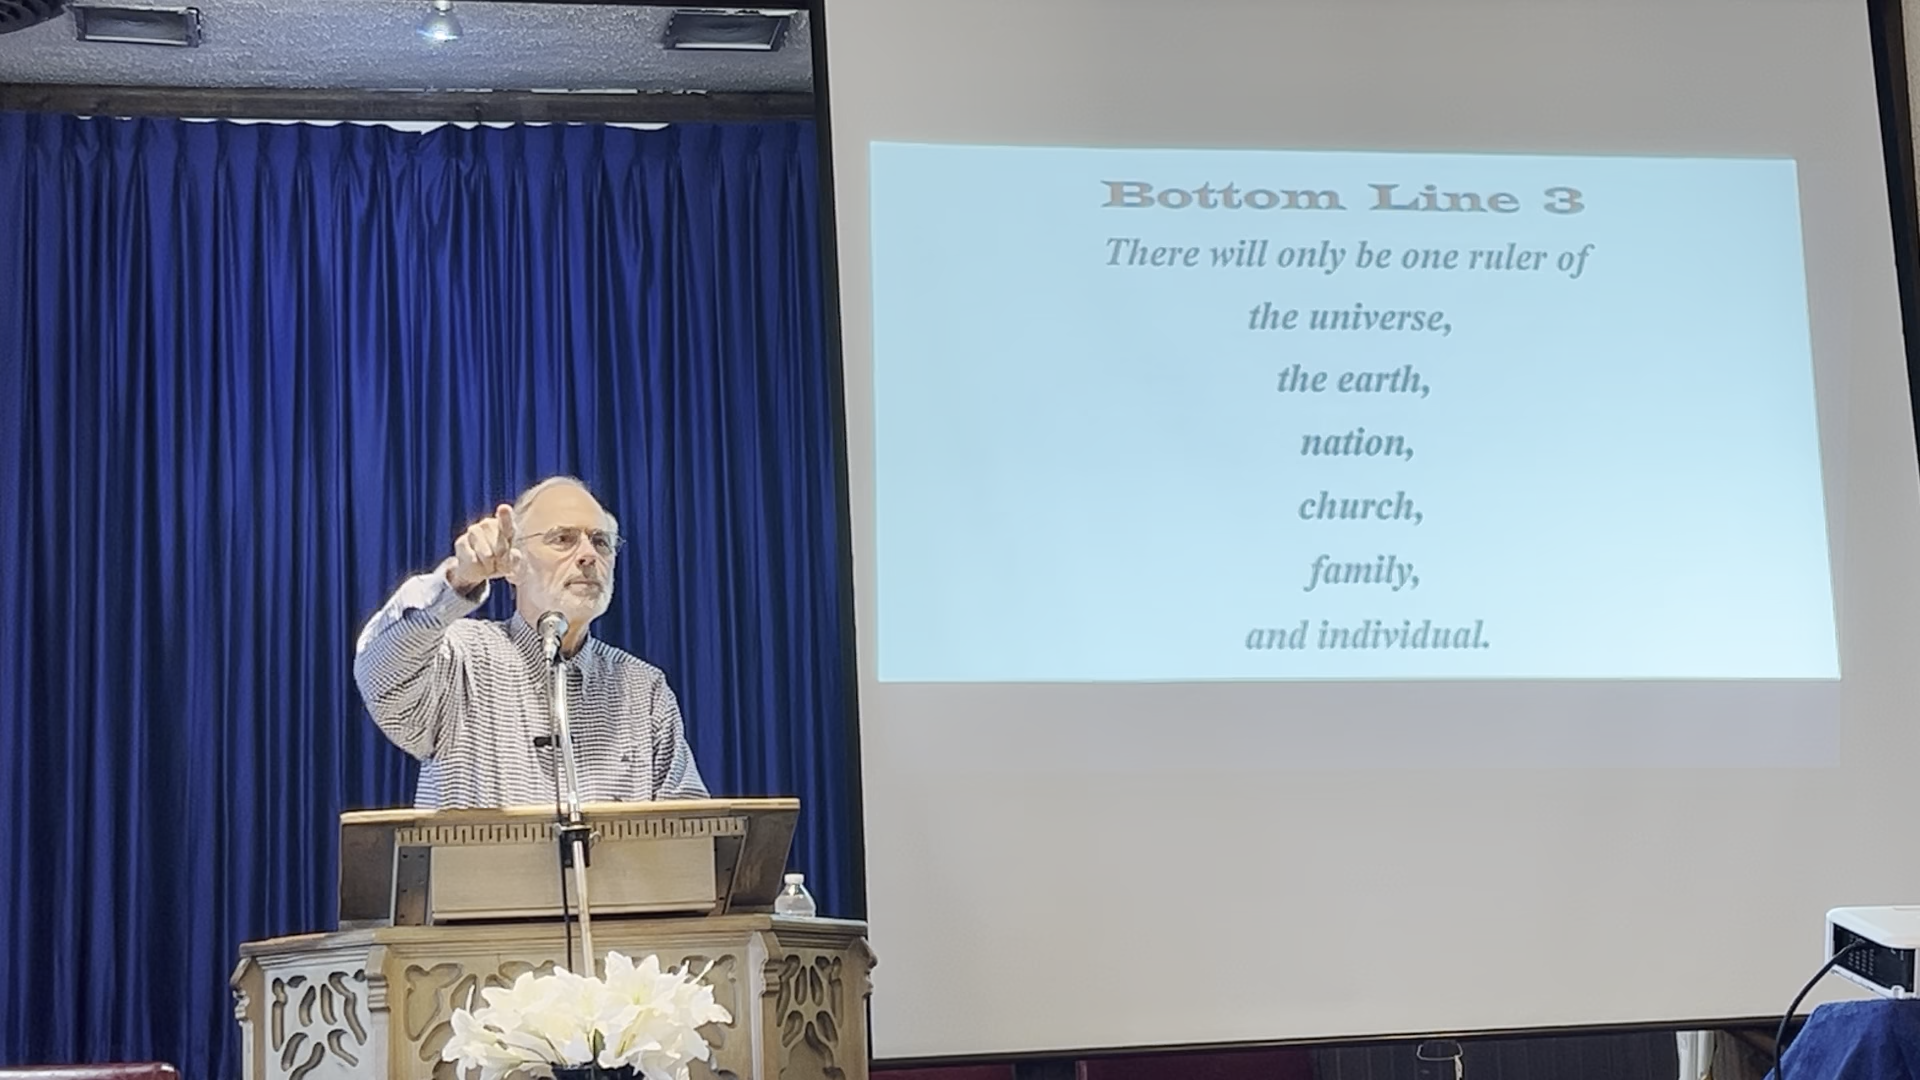 Bottom Line 3
There will only be one ruler of
the universe,
the earth,
nation,
church,
family,
and individual.